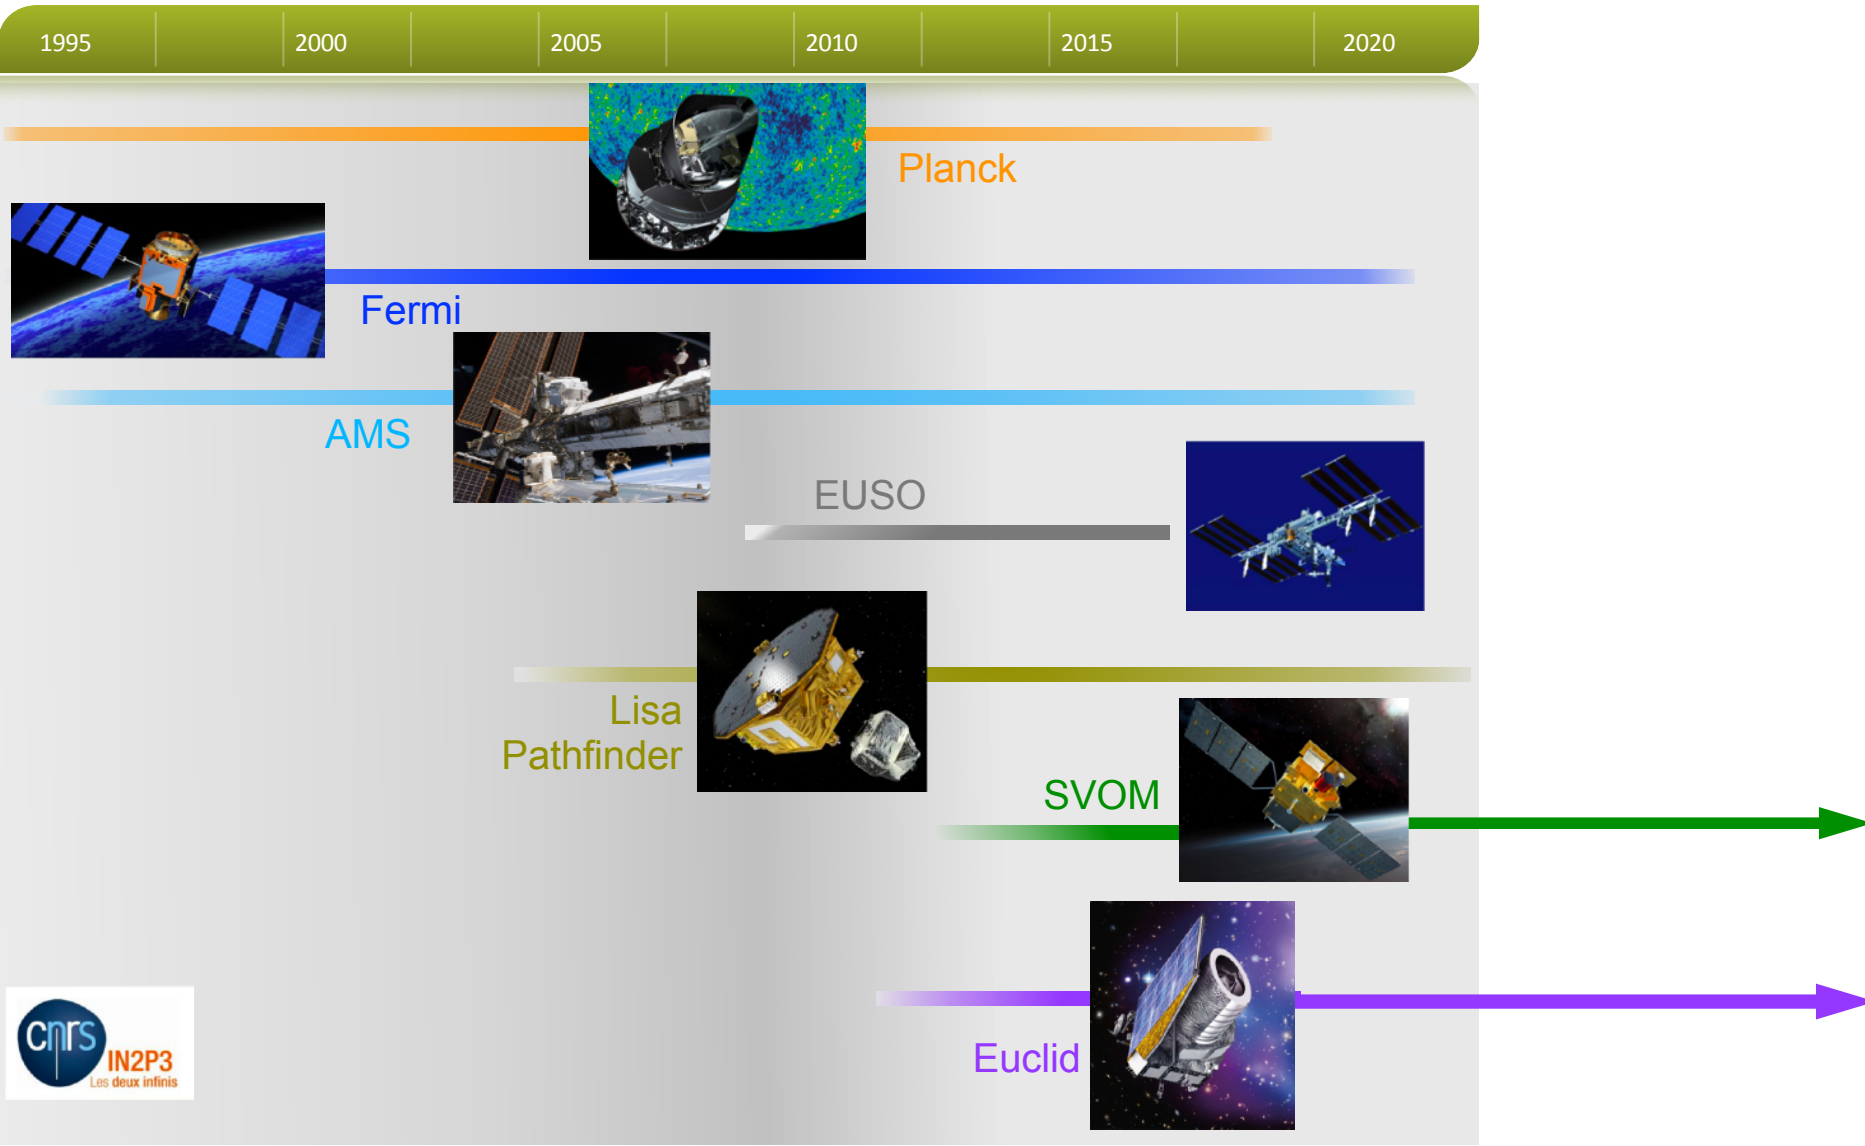 1995 2000 2005 2010 2015 2020
Planck
Fermi
AMS
EUSO
Lisa
Pathfinder
SVOM
Euclid
cnrs
IN2P3
Les deux infinis